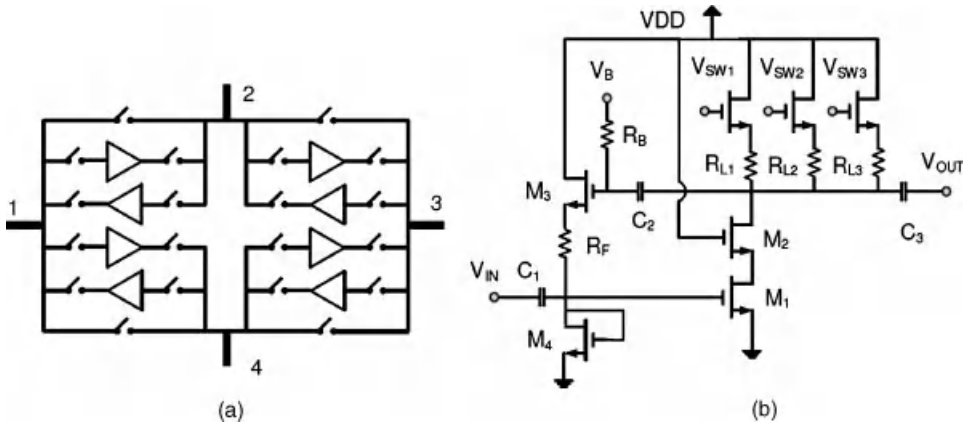 2
1
3
4
(a)
VDD
V_B
V_SW1
V_SW2
V_SW3
R_B
R_L1
R_L2
R_L3
V_OUT
M_3
C_2
C_3
R_F
M_2
V_IN
C_1
M_1
M_4
(b)